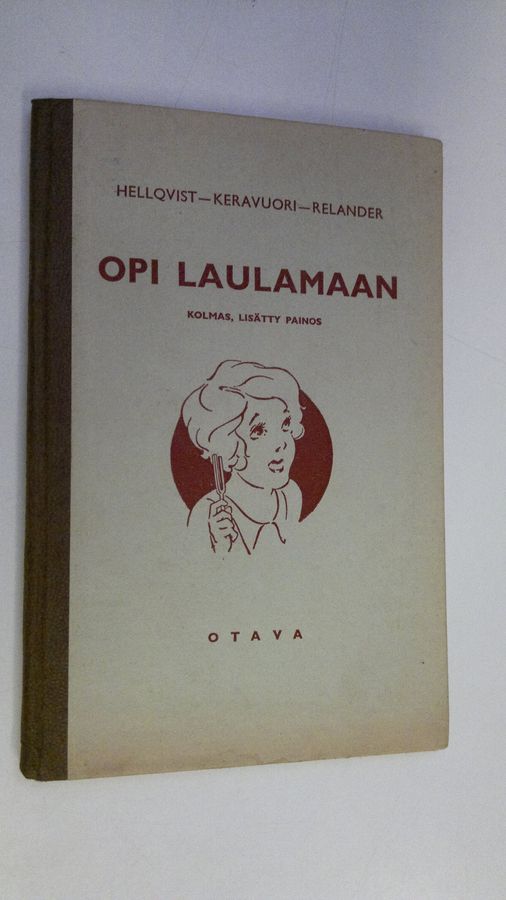 HELLQVIST—KERAVUORI—RELANDER
OPI LAULAMAAN
KOLMAS, LISÄTTY PAINOS
OTAVA